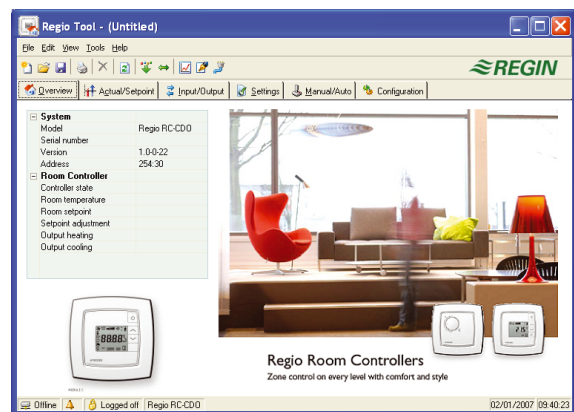 Regio Tool - (Untitled)
File Edit View Tools Help
REGIN
Overview Actual/Setpoint Input/Output Settings Manual/Auto Configuration
System
Model Regio RC-CDO
Serial number
Version 1.0-0-22
Address 254:30
Room Controller
Controller state
Room temperature
Room setpoint
Setpoint adjustment
Output heating
Output cooling
88:88
Regio Room Controllers
Zone control on every level with comfort and style
Offline Logged off Regio RC-CDO 02/01/2007 09:40:23